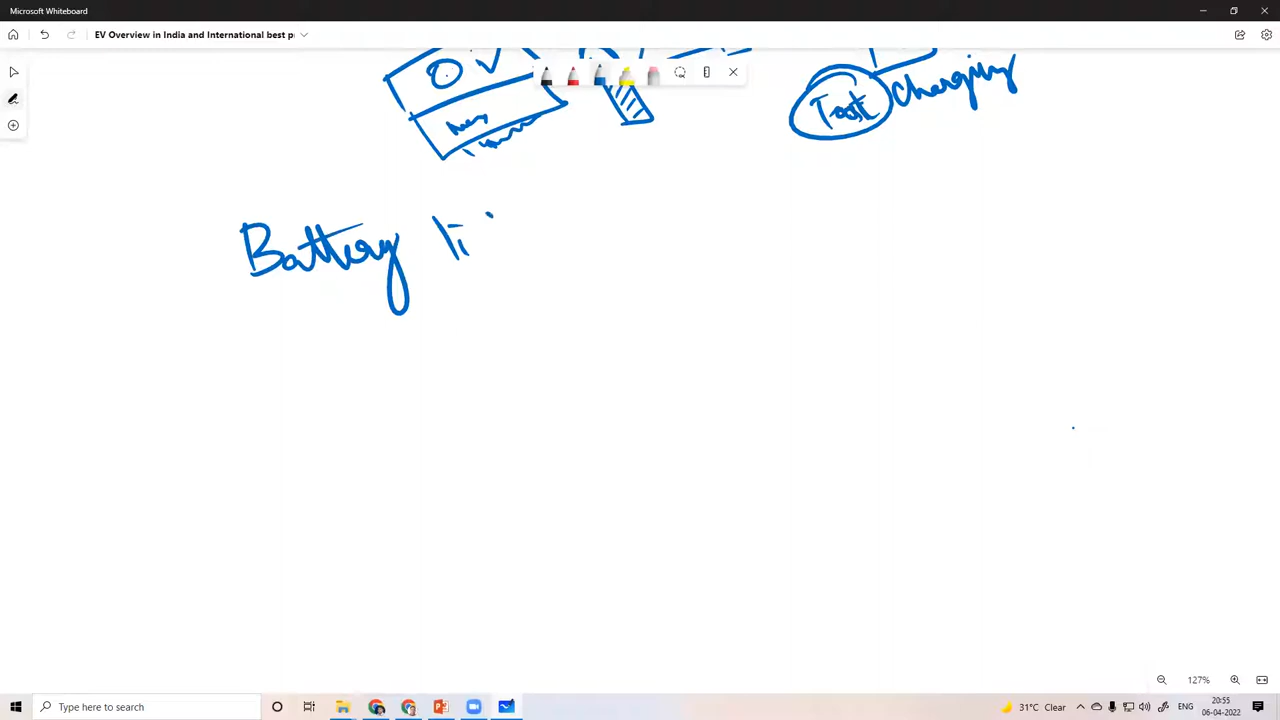 Microsoft Whiteboard
EV Overview in India and International best p
Charging
Battery
127%
Type here to search
31°C Clear
ENG
20:55
06-04-2022